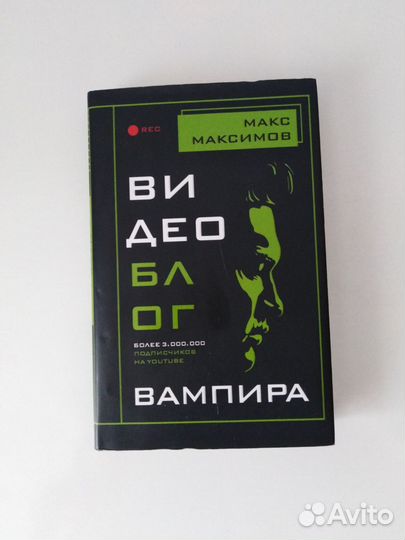 REC
МАКС
МАКСИМОВ
ВИ
ДЕО
БЛ
ОГ
БОЛЕЕ 3.000.000
ПОДПИСЧИКОВ
НА YOUTUBE
ВАМПИРА
Avito